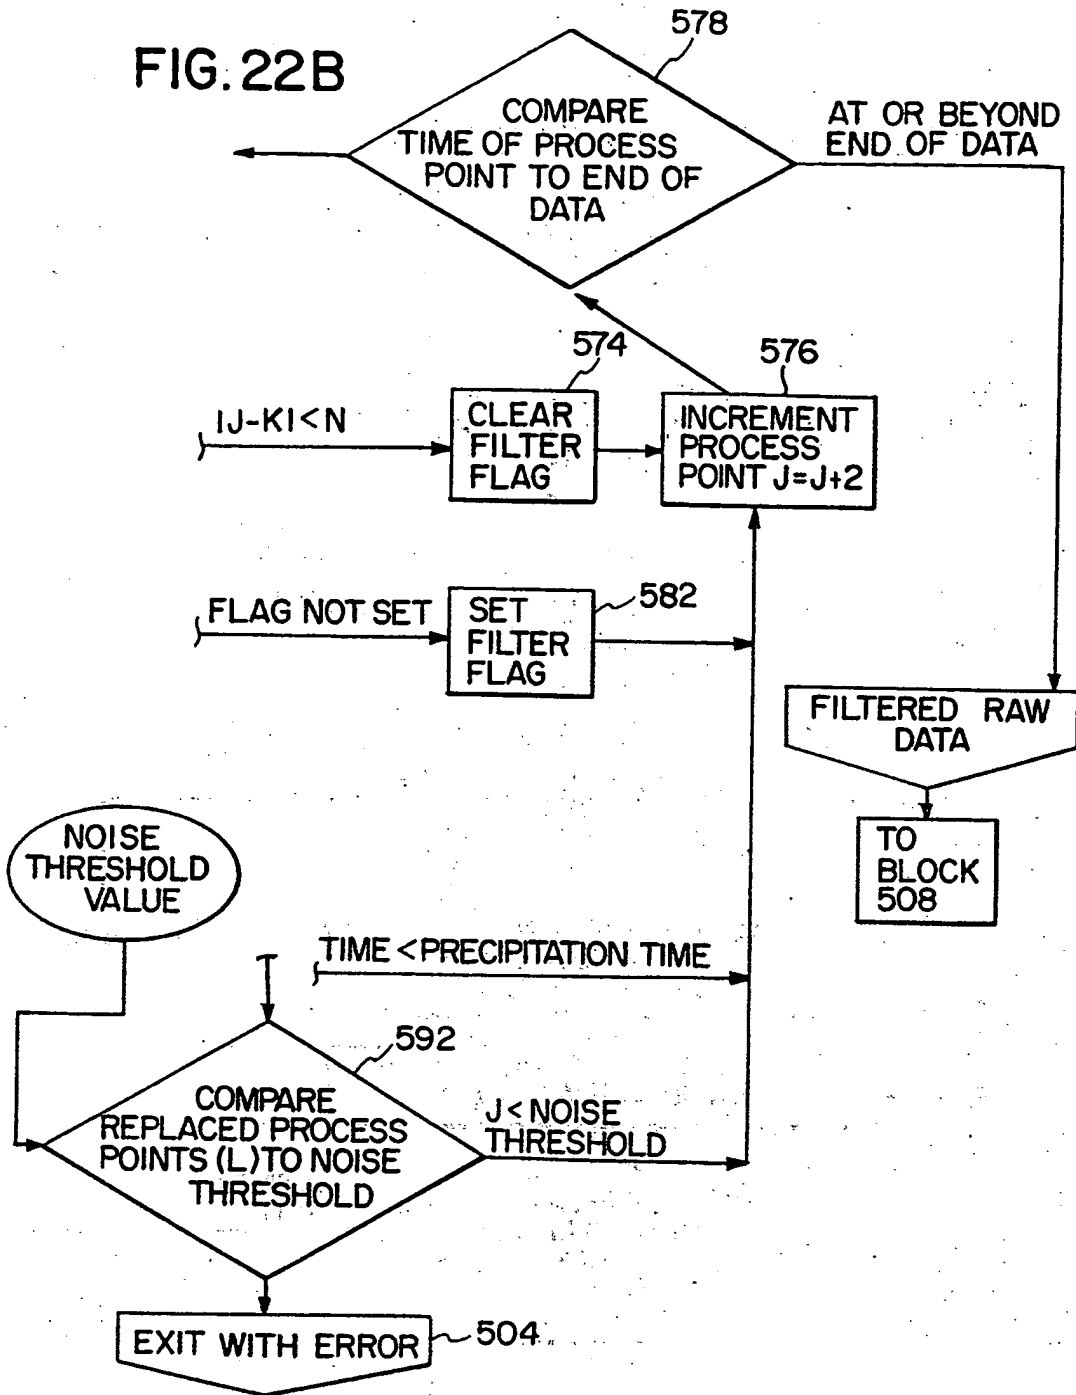 FIG. 22B
578
COMPARE
TIME OF PROCESS
POINT TO END OF
DATA
AT OR BEYOND
END OF DATA
574
576
|J-K|<N
CLEAR
FILTER
FLAG
INCREMENT
PROCESS
POINT J=J+2
FLAG NOT SET
SET
FILTER
FLAG
582
FILTERED RAW
DATA
TO
BLOCK
508
NOISE
THRESHOLD
VALUE
TIME <PRECIPITATION TIME
592
COMPARE
REPLACED PROCESS
POINTS (L) TO NOISE
THRESHOLD
J< NOISE
THRESHOLD
EXIT WITH ERROR
504